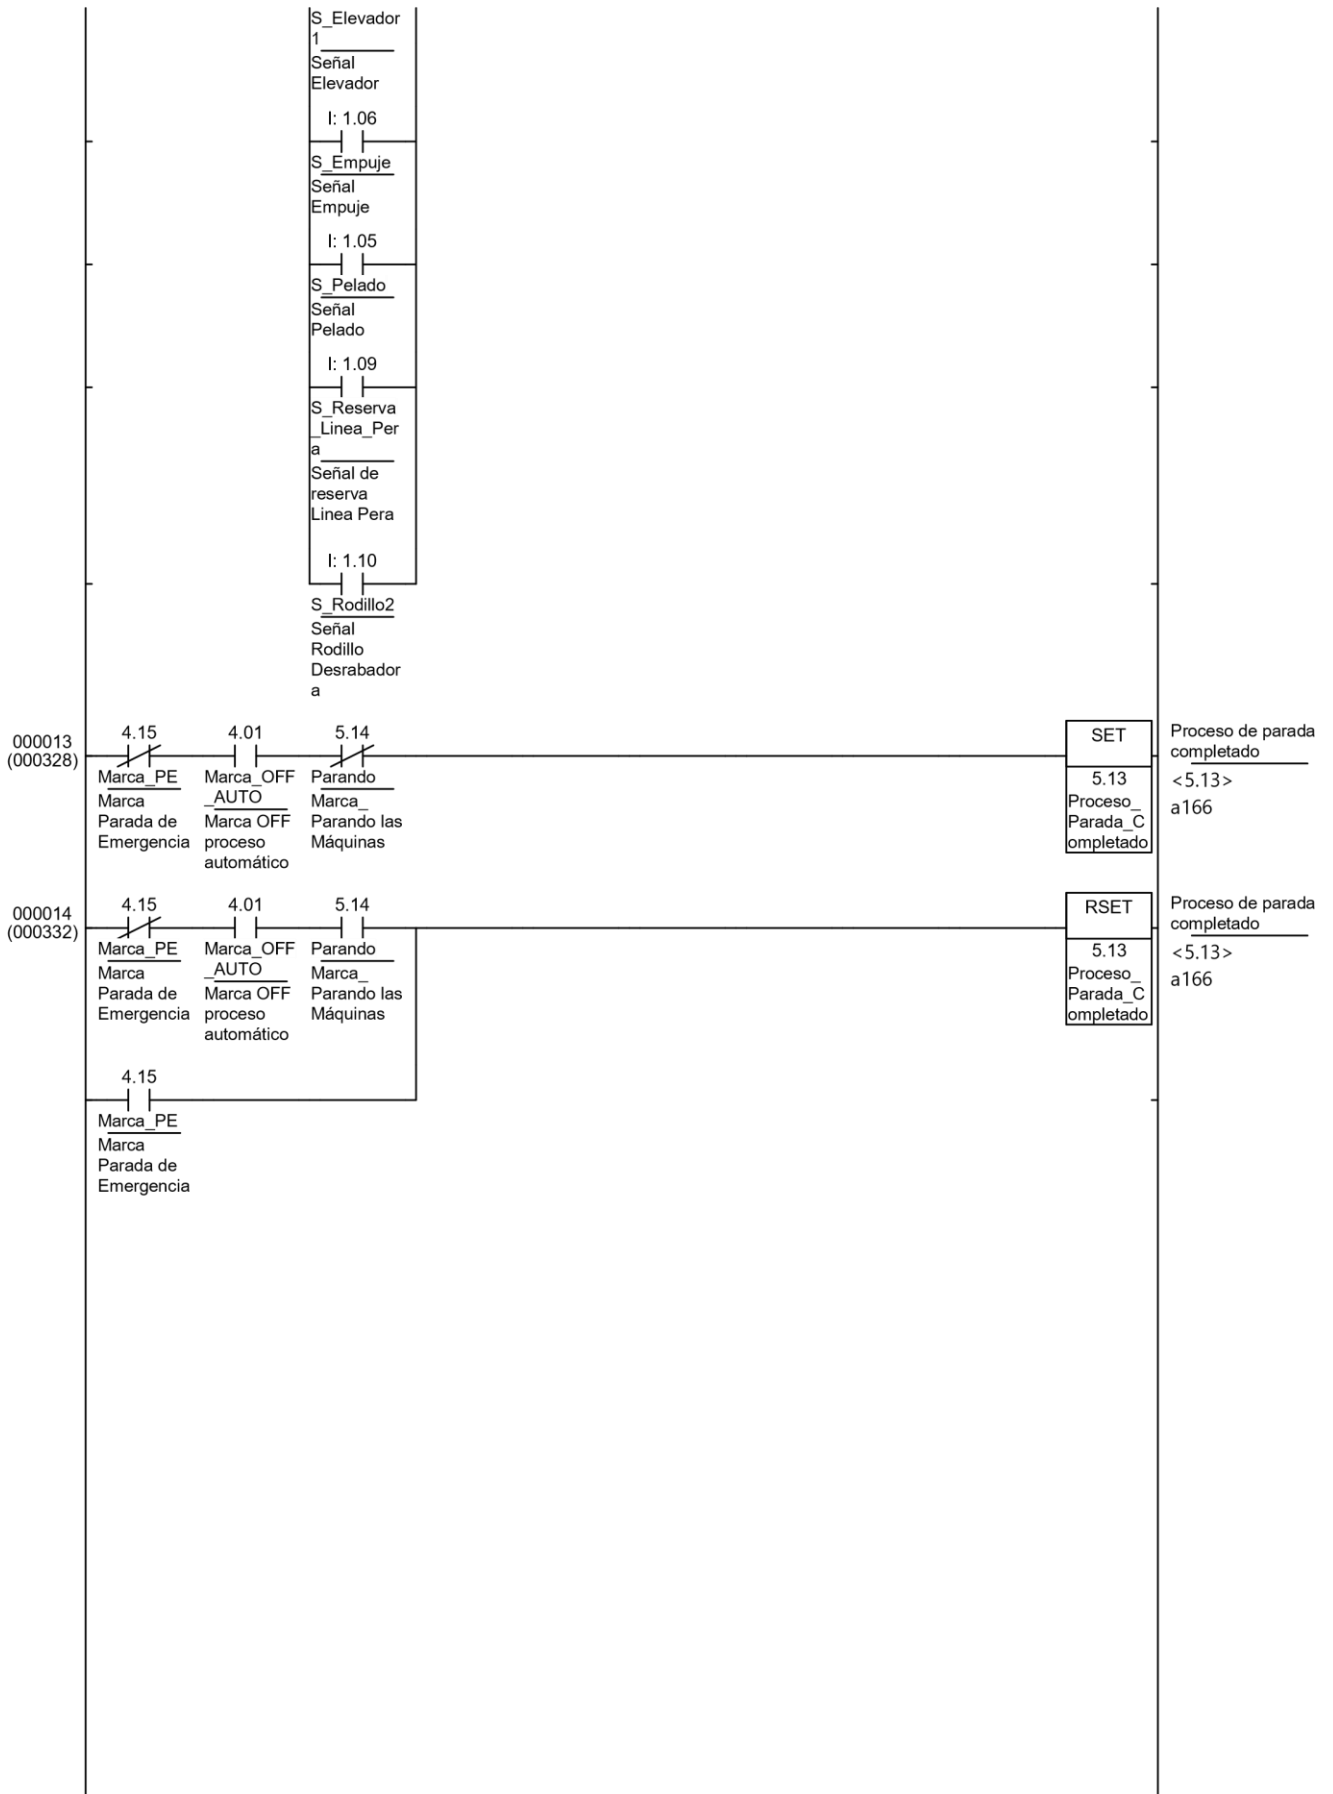 S_Elevador
1
Señal
Elevador
I: 1.06
S_Empuje
Señal
Empuje
I: 1.05
S_Pelado
Señal
Pelado
I: 1.09
S_Reserva
_Linea_Per
a
Señal de
reserva
Linea Pera
I: 1.10
S_Rodillo2
Señal
Rodillo
Desrabador
a
000013
(000328)
4.15
Marca_PE
Marca
Parada de
Emergencia
4.01
Marca_OFF
_AUTO
Marca OFF
proceso
automático
5.14
Parando
Marca_
Parando las
Máquinas
SET
5.13
Proceso_
Parada_C
ompletado
Proceso de parada
completado
<5.13>
a166
000014
(000332)
4.15
Marca_PE
Marca
Parada de
Emergencia
4.01
Marca_OFF
_AUTO
Marca OFF
proceso
automático
5.14
Parando
Marca_
Parando las
Máquinas
RSET
5.13
Proceso_
Parada_C
ompletado
Proceso de parada
completado
<5.13>
a166
4.15
Marca_PE
Marca
Parada de
Emergencia